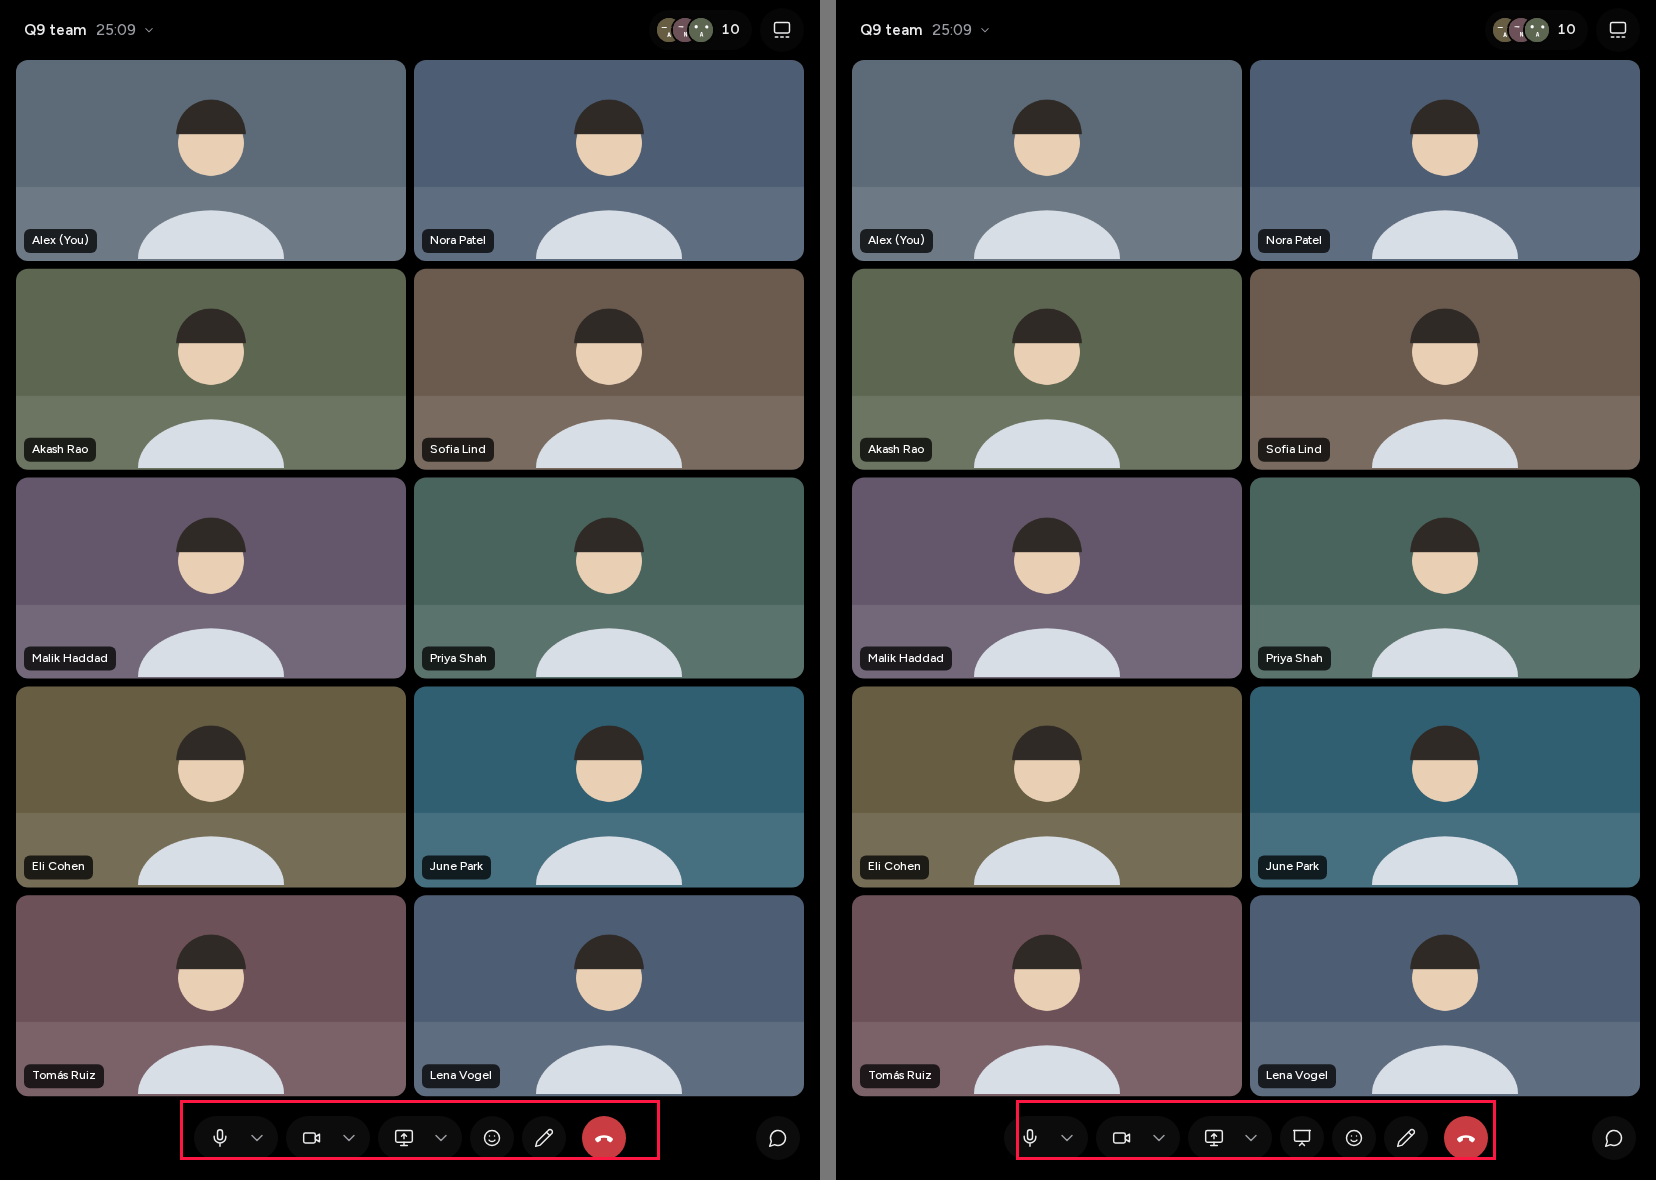 Q9 team 25:09
10
Alex (You)
Nora Patel
Akash Rao
Sofia Lind
Malik Haddad
Priya Shah
Eli Cohen
June Park
Tomás Ruiz
Lena Vogel
Q9 team 25:09
10
Alex (You)
Nora Patel
Akash Rao
Sofia Lind
Malik Haddad
Priya Shah
Eli Cohen
June Park
Tomás Ruiz
Lena Vogel